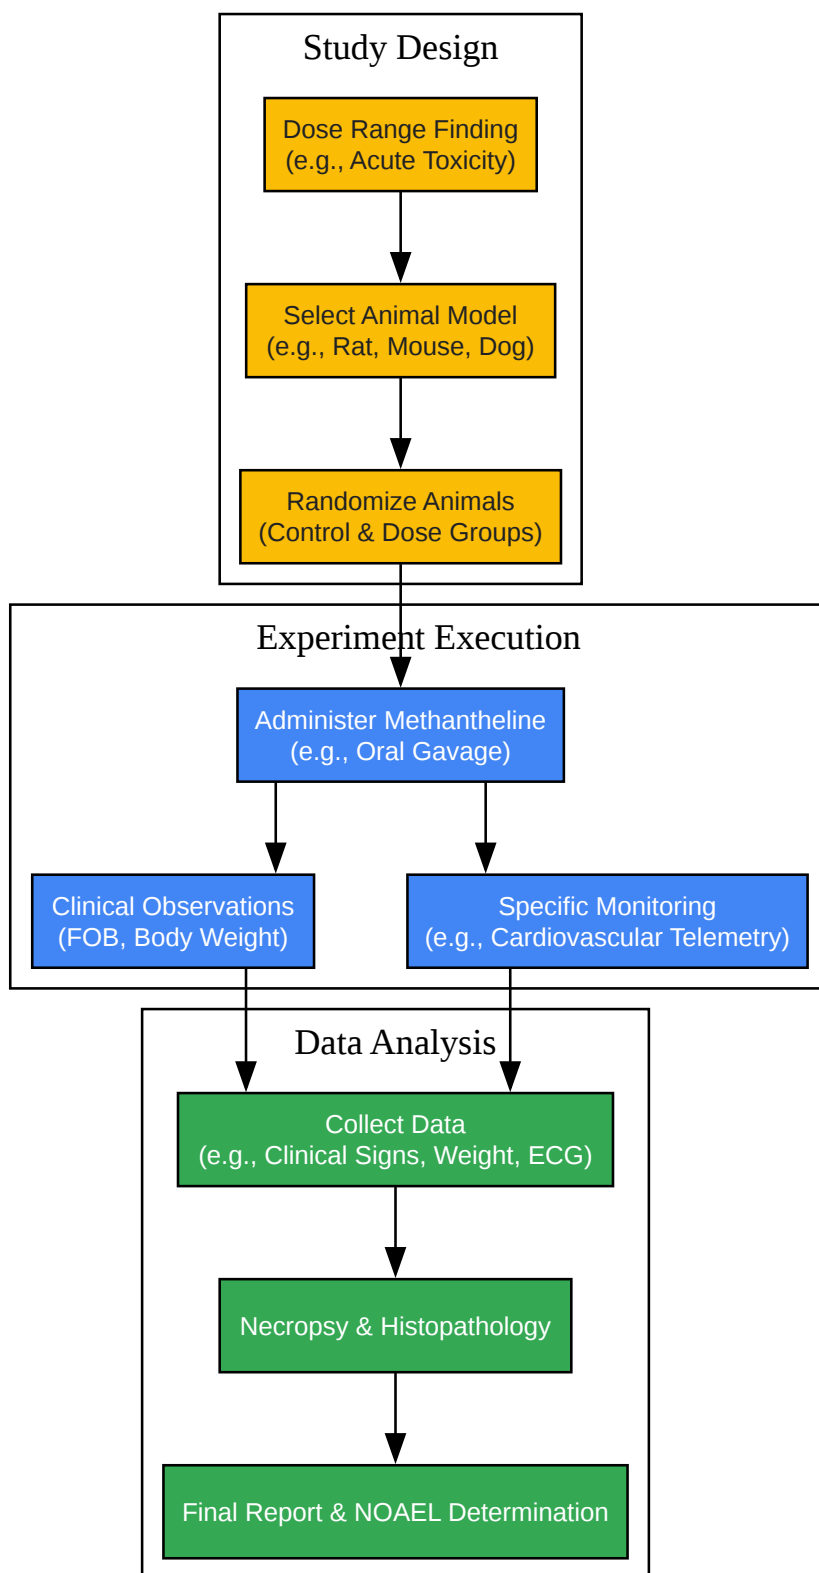 Study Design
Dose Range Finding
(e.g., Acute Toxicity)
Select Animal Model
(e.g., Rat, Mouse, Dog)
Randomize Animals
(Control & Dose Groups)
Experiment Execution
Administer Methantheline
(e.g., Oral Gavage)
Clinical Observations
(FOB, Body Weight)
Specific Monitoring
(e.g., Cardiovascular Telemetry)
Data Analysis
Collect Data
(e.g., Clinical Signs, Weight, ECG)
Necropsy & Histopathology
Final Report & NOAEL Determination